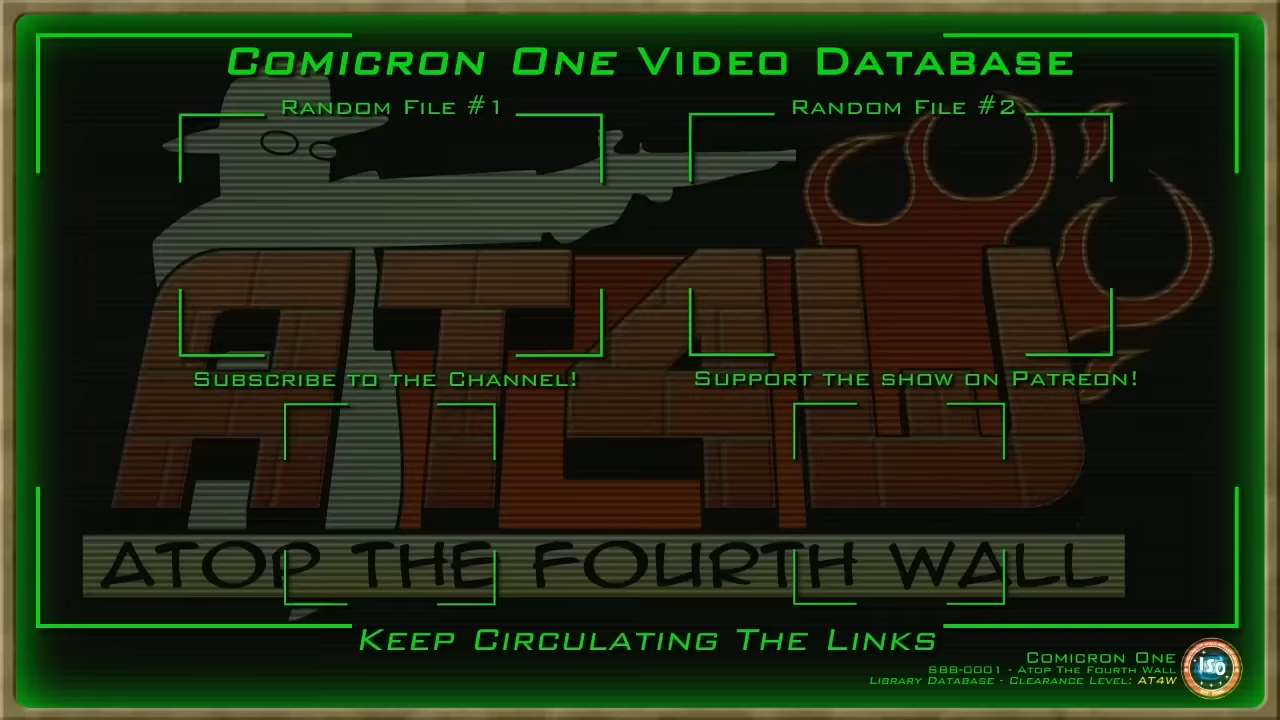 Comicron One Video Database
Random File #1
Random File #2
AT4W
Subscribe to the Channel!
Support the show on Patreon!
ATOP THE FOURTH WALL
Keep Circulating The Links
Comicron One
SBB-0001 - Atop The Fourth Wall
Library Database - Clearance Level: AT4W
ISO